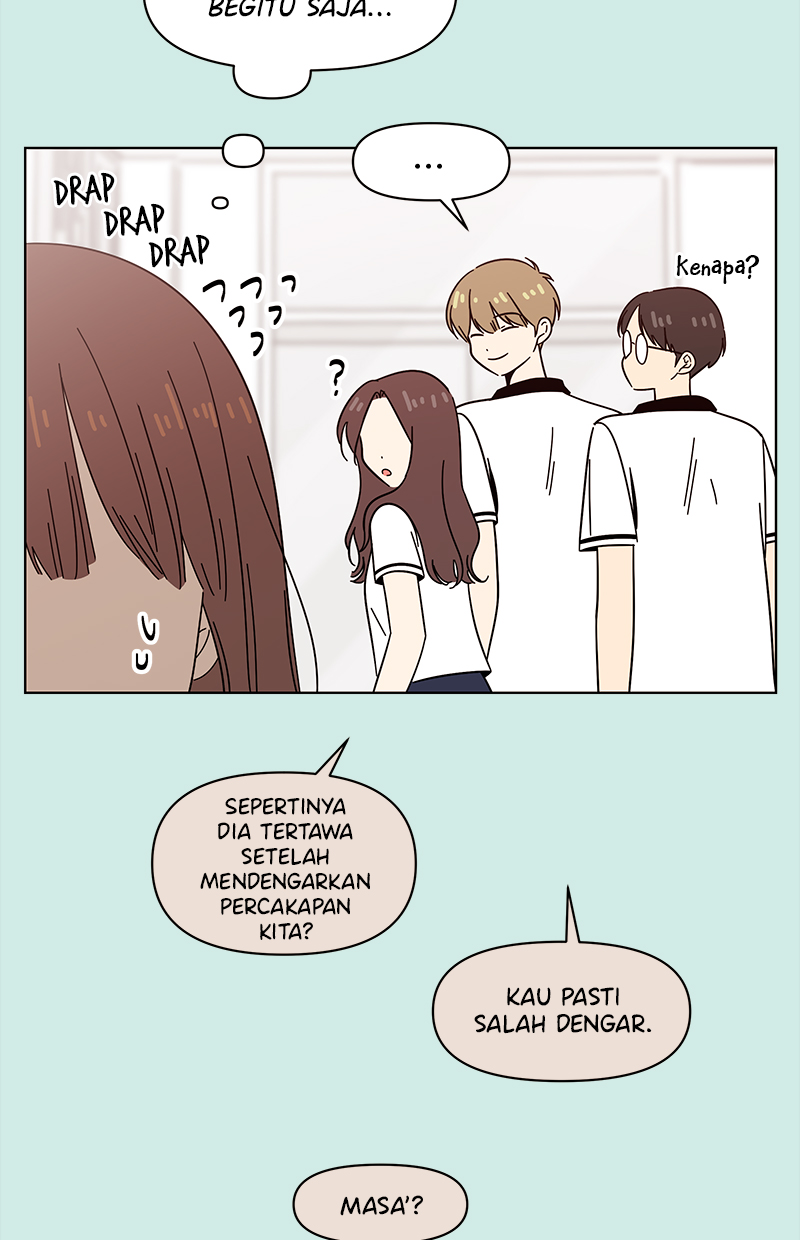 BEGITU SAJA...
...
DRAP
DRAP
DRAP
Kenapa?
?
SEPERTINYA
DIA TERTAWA
SETELAH
MENDENGARKAN
PERCAKAPAN
KITA?
KAU PASTI
SALAH DENGAR.
MASA'?